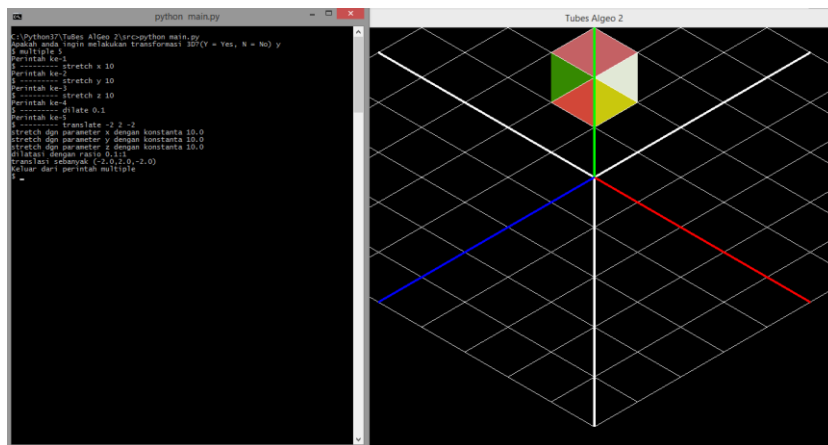 python main.py
C:\Python37\TuBes AlGeo 2\src>python main.py
Apakah anda ingin melakukan transformasi 3D?(Y = Yes, N = No) y
$ multiple 5
Perintah ke-1
$ --------- stretch x 10
Perintah ke-2
$ --------- stretch y 10
Perintah ke-3
$ --------- stretch z 10
Perintah ke-4
$ --------- dilate 0.1
Perintah ke-5
$ --------- translate -2 2 -2
stretch dgn parameter x dengan konstanta 10.0
stretch dgn parameter y dengan konstanta 10.0
stretch dgn parameter z dengan konstanta 10.0
dilatasi dengan rasio 0.1:1
translasi sebanyak (-2.0,2.0,-2.0)
Keluar dari perintah multiple
$ _
Tubes Algeo 2